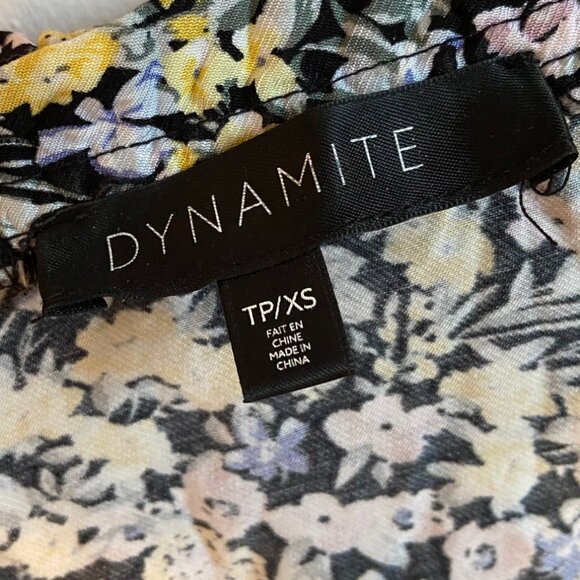 DYNAMITE
TP/XS
FAIT EN
CHINE
MADE IN
CHINA